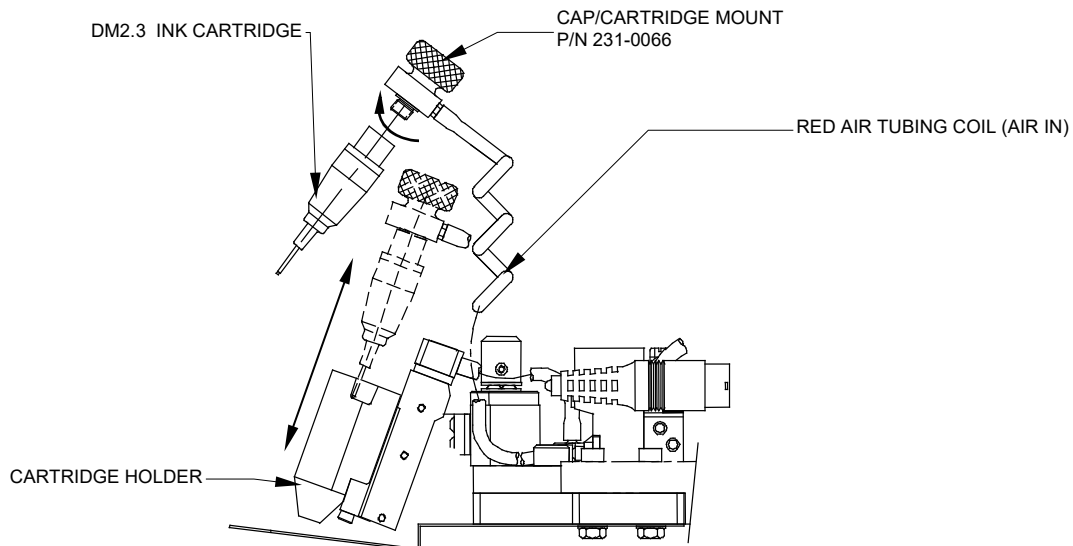 DM2.3 INK CARTRIDGE
CAP/CARTRIDGE MOUNT
P/N 231-0066
RED AIR TUBING COIL (AIR IN)
CARTRIDGE HOLDER